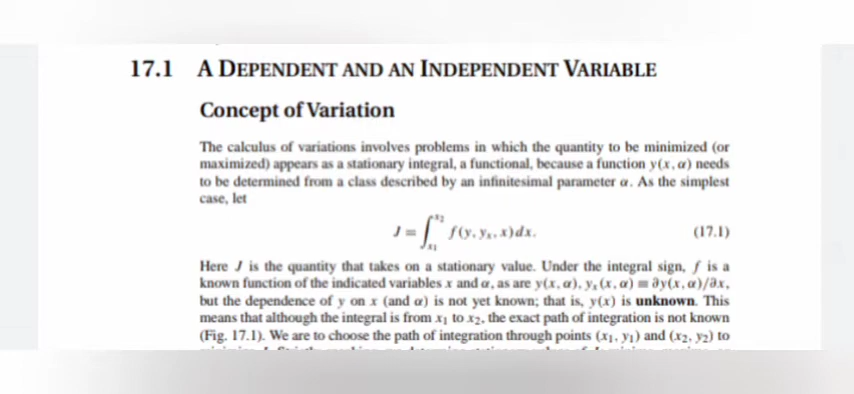 17.1 A DEPENDENT AND AN INDEPENDENT VARIABLE
Concept of Variation
The calculus of variations involves problems in which the quantity to be minimized (or
maximized) appears as a stationary integral, a functional, because a function y(x, α) needs
to be determined from a class described by an infinitesimal parameter α. As the simplest
case, let
J = ∫_{x₁}^{x₂} f(y, yₓ, x)dx. (17.1)
Here J is the quantity that takes on a stationary value. Under the integral sign, f is a
known function of the indicated variables x and α, as are y(x, α), yₓ(x, α) ≡ ∂y(x, α)/∂x,
but the dependence of y on x (and α) is not yet known; that is, y(x) is unknown. This
means that although the integral is from x₁ to x₂, the exact path of integration is not known
(Fig. 17.1). We are to choose the path of integration through points (x₁, y₁) and (x₂, y₂) to